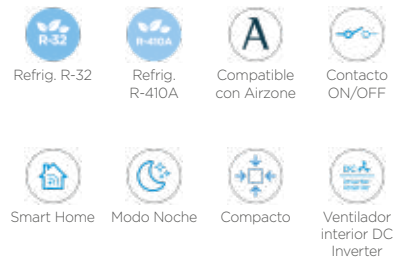 R-32
R-410A
A
Refrig. R-32
Refrig.
R-410A
Compatible
con Airzone
Contacto
ON/OFF
DC
Smart Home
Modo Noche
Compacto
Ventilador
interior DC
Inverter